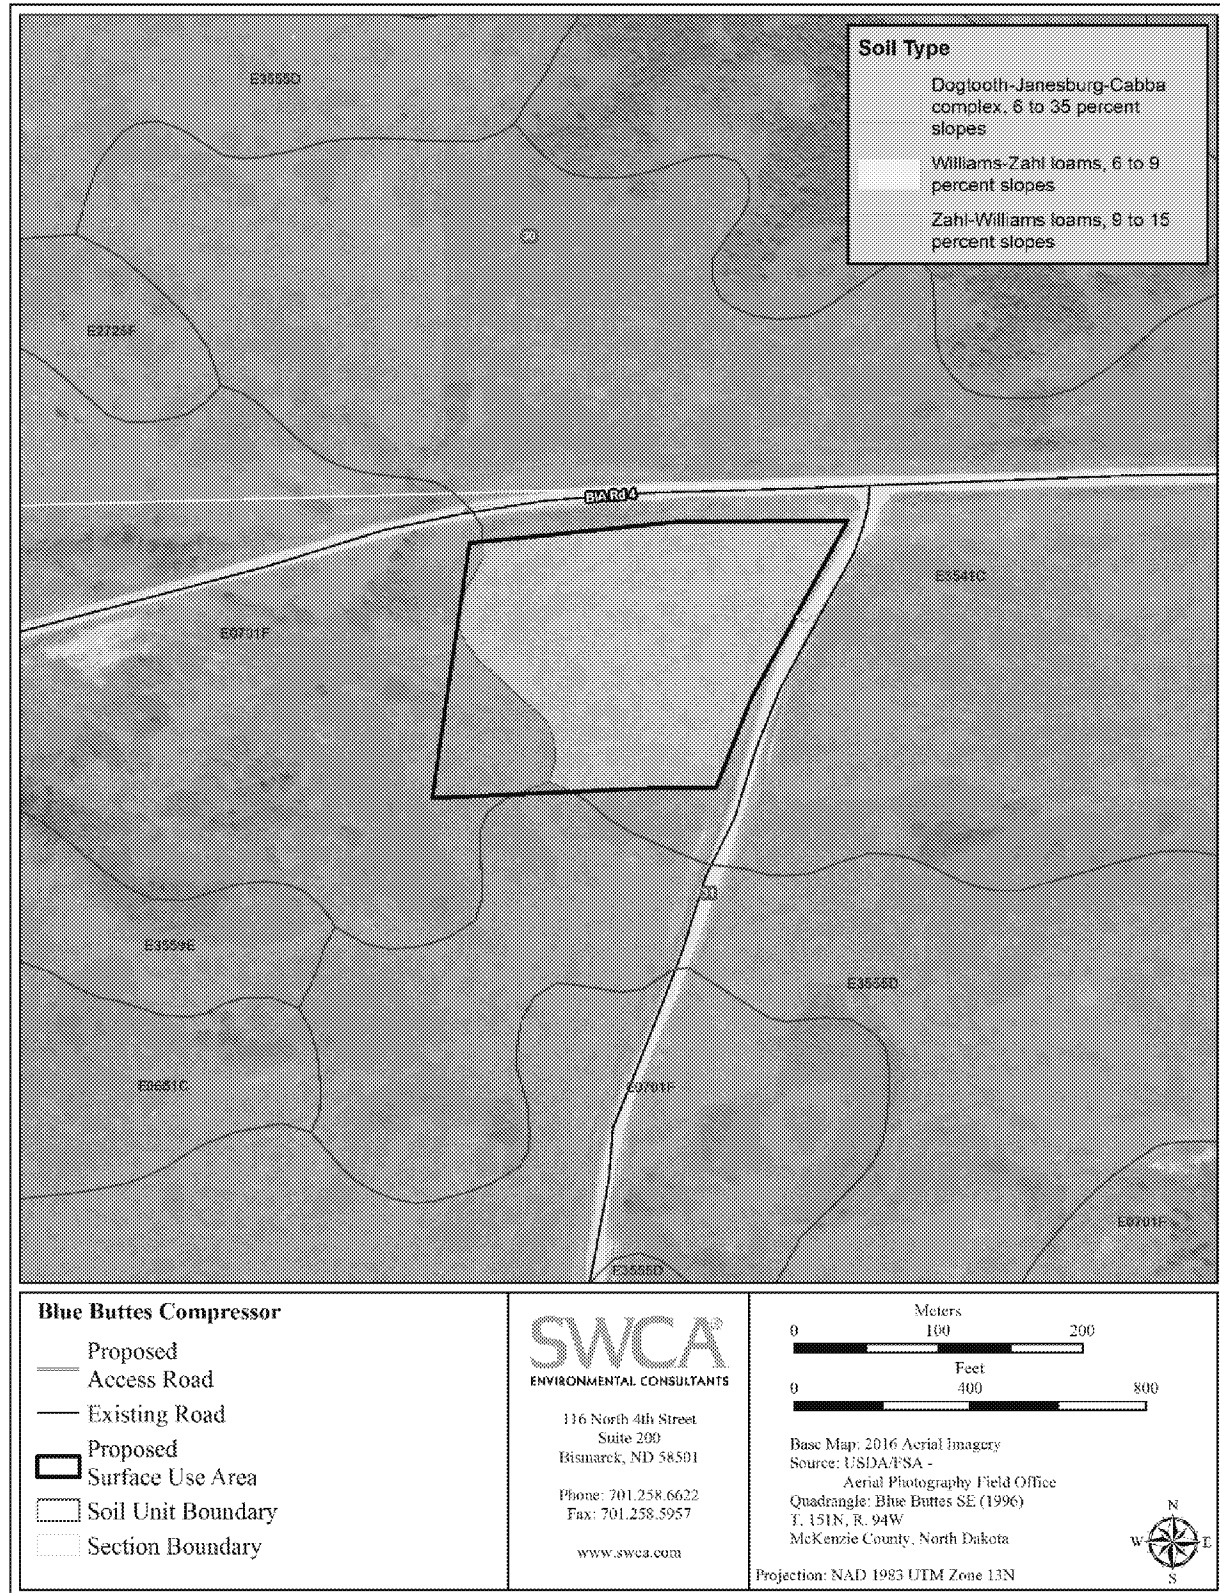 Soil Type
Dogtooth-Janesburg-Cabba
complex, 6 to 35 percent
slopes
Williams-Zahl loams, 6 to 9
percent slopes
Zahl-Williams loams, 9 to 15
percent slopes
E3555D
E2725F
BIA Rd 4
E3541C
E0701F
E3559E
E3555D
E0651C
E0701F
E0701F
E3555D
Blue Buttes Compressor
Proposed
Access Road
Existing Road
Proposed
Surface Use Area
Soil Unit Boundary
Section Boundary
SWCA®
ENVIRONMENTAL CONSULTANTS
116 North 4th Street
Suite 200
Bismarck, ND 58501
Phone: 701.258.6622
Fax: 701.258.5957
www.swca.com
Meters
0 100 200
Feet
0 400 800
Base Map: 2016 Aerial Imagery
Source: USDA/FSA -
Aerial Photography Field Office
Quadrangle: Blue Buttes SE (1996)
T. 151N, R. 94W
McKenzie County, North Dakota
Projection: NAD 1983 UTM Zone 13N
N
W E
S